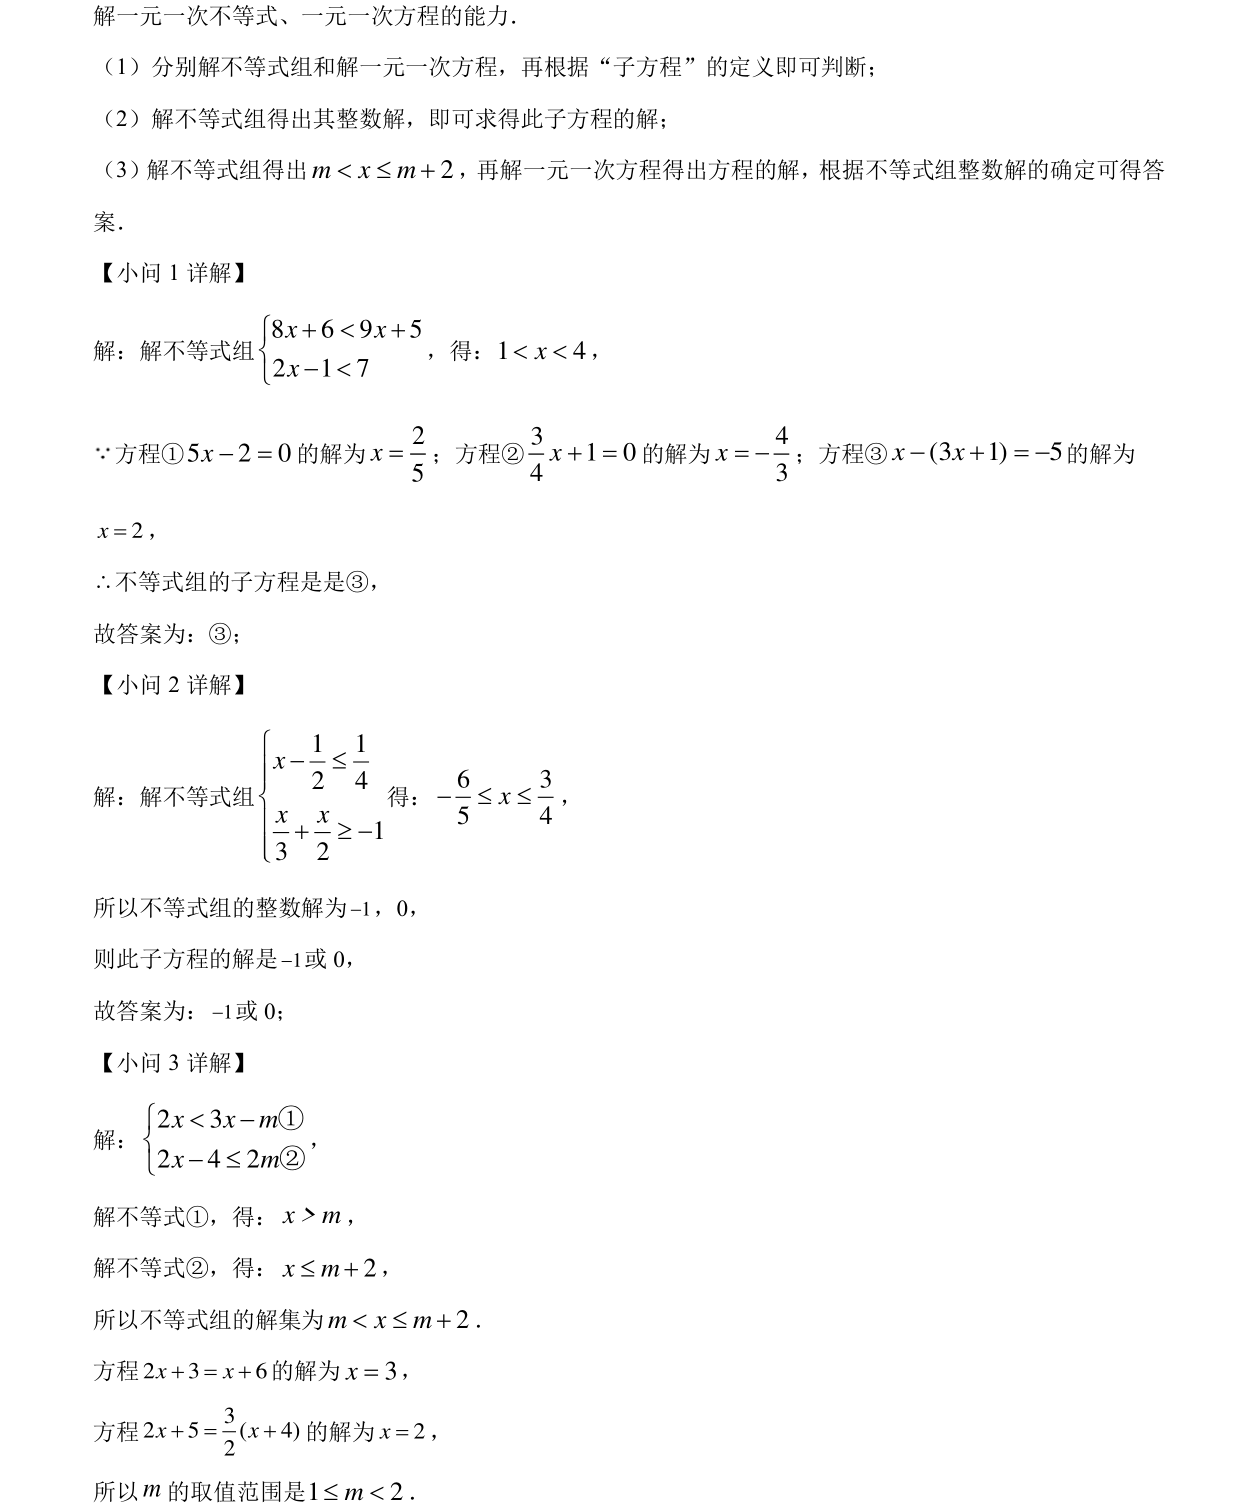 解一元一次不等式、一元一次方程的能力．
（1）分别解不等式组和解一元一次方程，再根据“子方程”的定义即可判断；
（2）解不等式组得出其整数解，即可求得此子方程的解；
（3）解不等式组得出 m < x ≤ m + 2，再解一元一次方程得出方程的解，根据不等式组整数解的确定可得答
案．
【小问 1 详解】
解：解不等式组 { 8x + 6 < 9x + 5 ; 2x − 1 < 7 ，得：1 < x < 4，
∵方程①5x − 2 = 0 的解为 x = 2/5；方程② 3/4 x + 1 = 0 的解为 x = − 4/3；方程③ x − (3x + 1) = −5 的解为
x = 2，
∴不等式组的子方程是是③，
故答案为：③；
【小问 2 详解】
解：解不等式组 { x − 1/2 ≤ 1/4 ; x/3 + x/2 ≥ −1 得：− 6/5 ≤ x ≤ 3/4，
所以不等式组的整数解为 −1，0，
则此子方程的解是 −1 或 0，
故答案为：−1 或 0；
【小问 3 详解】
解： { 2x < 3x − m① ; 2x − 4 ≤ 2m② ，
解不等式①，得：x > m，
解不等式②，得：x ≤ m + 2，
所以不等式组的解集为 m < x ≤ m + 2．
方程 2x + 3 = x + 6 的解为 x = 3，
方程 2x + 5 = 3/2 (x + 4) 的解为 x = 2，
所以 m 的取值范围是 1 ≤ m < 2．